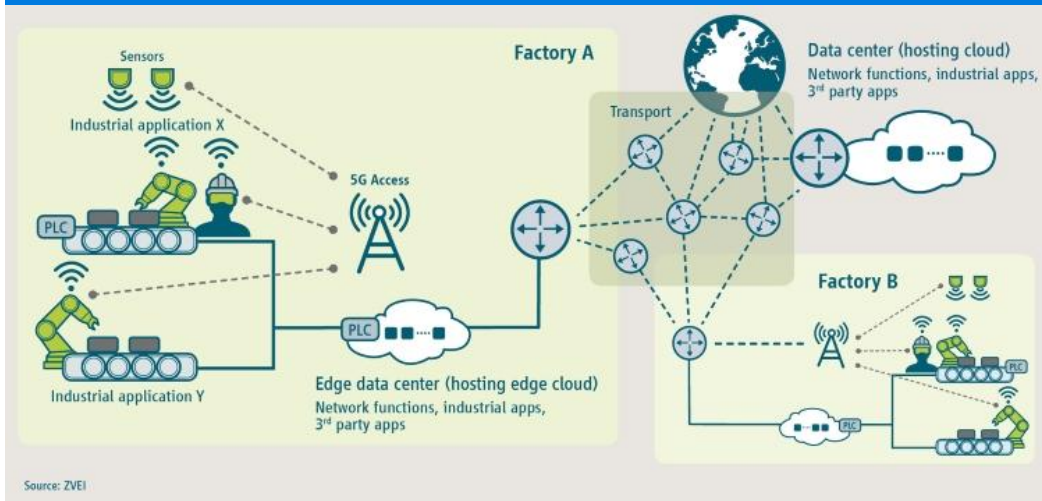 Factory A
Sensors
Industrial application X
5G Access
PLC
PLC
Industrial application Y
Edge data center (hosting edge cloud)
Network functions, industrial apps,
3rd party apps
Transport
Data center (hosting cloud)
Network functions, industrial apps,
3rd party apps
Factory B
PLC
PLC
Source: ZVEI